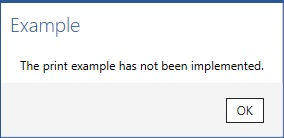 Example
The print example has not been implemented.
OK